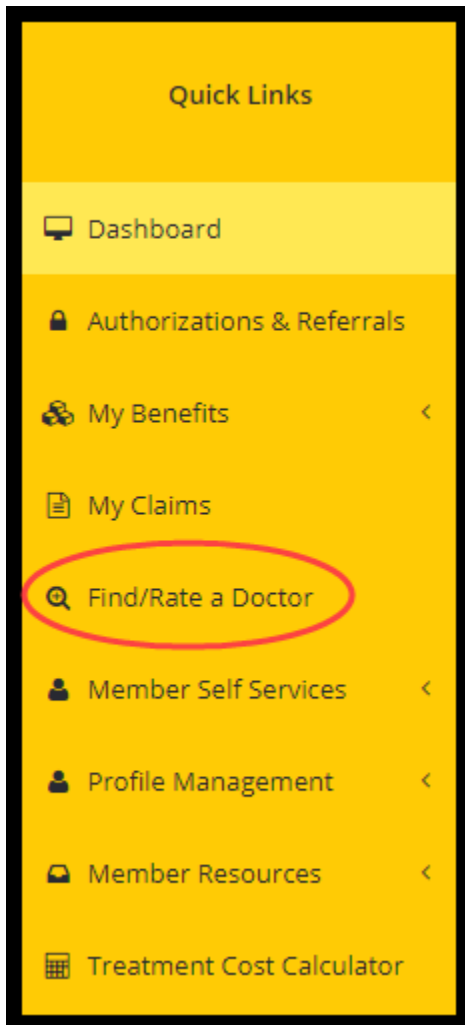 Quick Links
Dashboard
Authorizations & Referrals
My Benefits
My Claims
Find/Rate a Doctor
Member Self Services
Profile Management
Member Resources
Treatment Cost Calculator